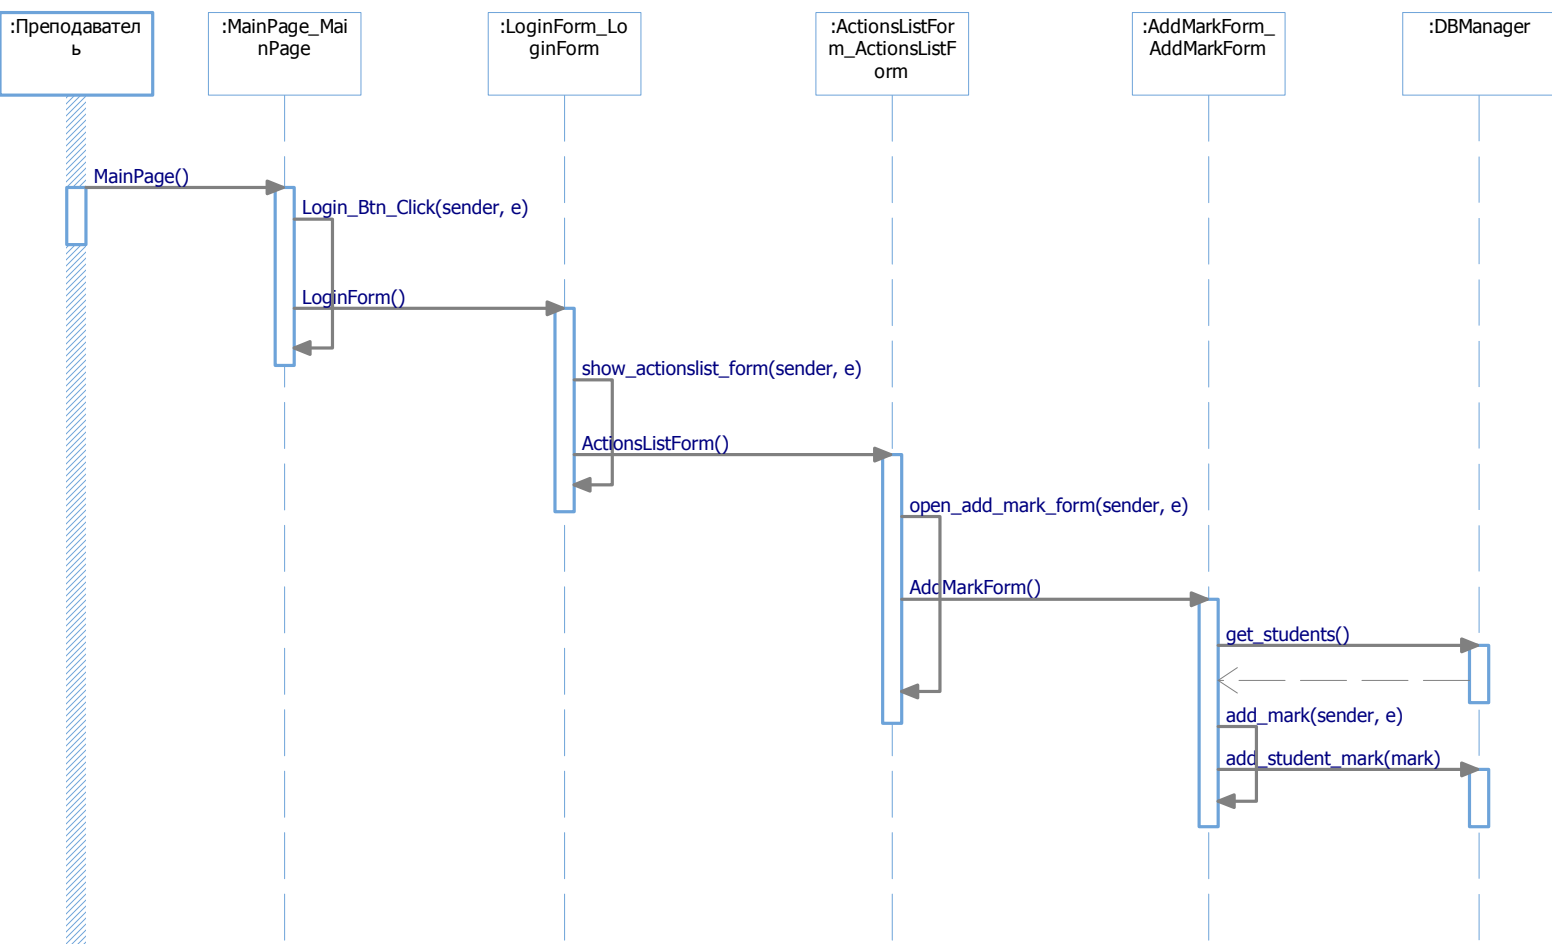 :Преподавател
ь
:MainPage_Mai
nPage
:LoginForm_Lo
ginForm
:ActionsListFor
m_ActionsListF
orm
:AddMarkForm_
AddMarkForm
:DBManager
MainPage()
Login_Btn_Click(sender, e)
LoginForm()
show_actionslist_form(sender, e)
ActionsListForm()
open_add_mark_form(sender, e)
AddMarkForm()
get_students()
add_mark(sender, e)
add_student_mark(mark)